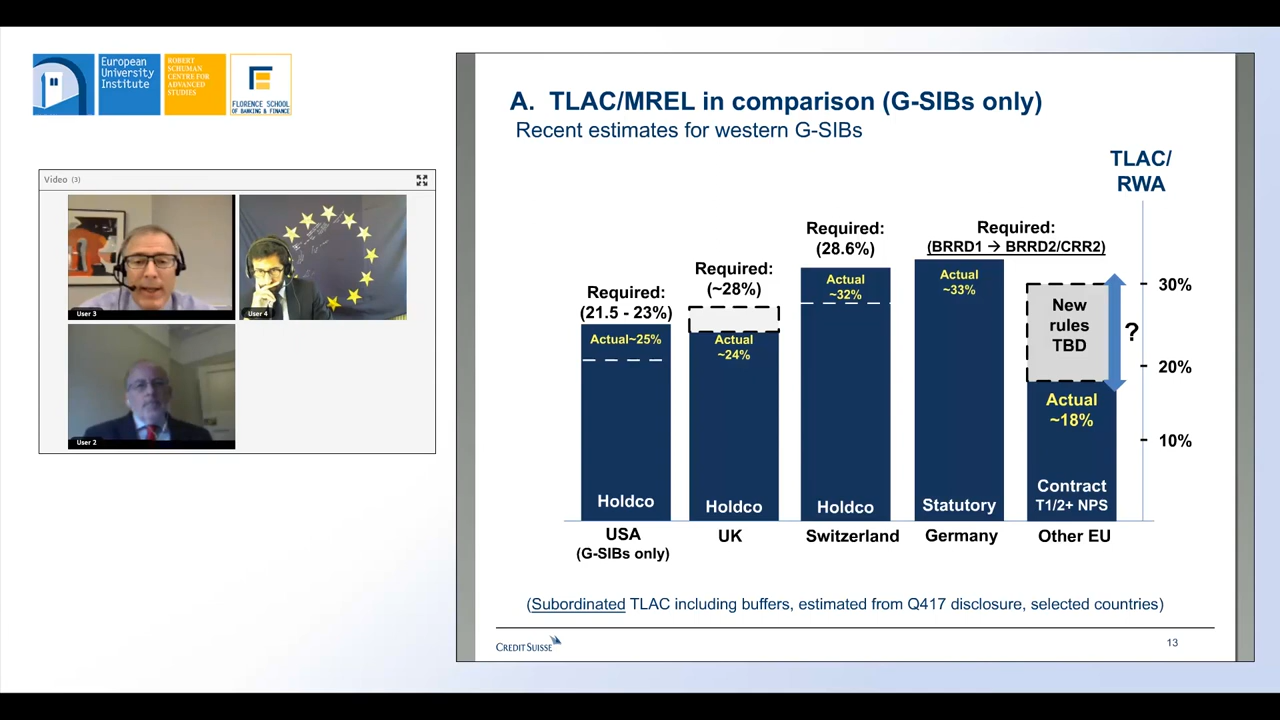 European
University
Institute
ROBERT
SCHUMAN
CENTRE FOR
ADVANCED
STUDIES
FLORENCE SCHOOL
OF BANKING & FINANCE
Video (3)
User 3
User 4
User 2
A. TLAC/MREL in comparison (G-SIBs only)
Recent estimates for western G-SIBs
TLAC/
RWA
Required:
(21.5 - 23%)
Required:
(~28%)
Required:
(28.6%)
Required:
(BRRD1 → BRRD2/CRR2)
Actual~25%
Actual
~24%
Actual
~32%
Actual
~33%
New
rules
TBD
?
Actual
~18%
30%
20%
10%
Holdco
Holdco
Holdco
Statutory
Contract
T1/2+ NPS
USA
(G-SIBs only)
UK
Switzerland
Germany
Other EU
(Subordinated TLAC including buffers, estimated from Q417 disclosure, selected countries)
CREDIT SUISSE
13